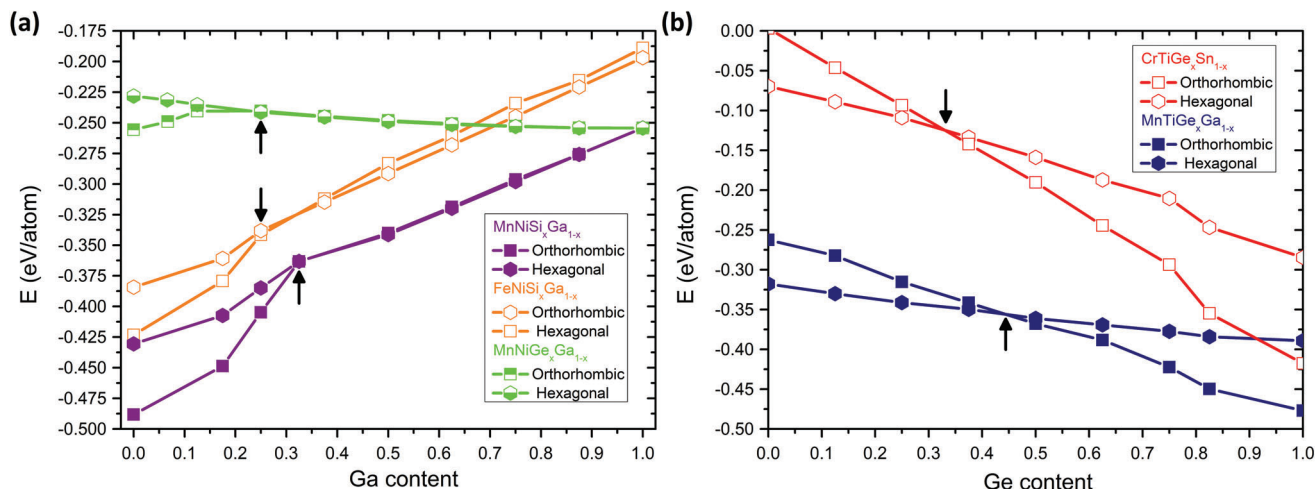 (a)
E (eV/atom)
-0.175
-0.200
-0.225
-0.250
-0.275
-0.300
-0.325
-0.350
-0.375
-0.400
-0.425
-0.450
-0.475
-0.500
MnNiSixGa1-x
Orthorhombic
Hexagonal
FeNiSixGa1-x
Orthorhombic
Hexagonal
MnNiGexGa1-x
Orthorhombic
Hexagonal
0.0 0.1 0.2 0.3 0.4 0.5 0.6 0.7 0.8 0.9 1.0
Ga content
(b)
E (eV/atom)
0.00
-0.05
-0.10
-0.15
-0.20
-0.25
-0.30
-0.35
-0.40
-0.45
-0.50
CrTiGexSn1-x
Orthorhombic
Hexagonal
MnTiGexGa1-x
Orthorhombic
Hexagonal
0.0 0.1 0.2 0.3 0.4 0.5 0.6 0.7 0.8 0.9 1.0
Ge content